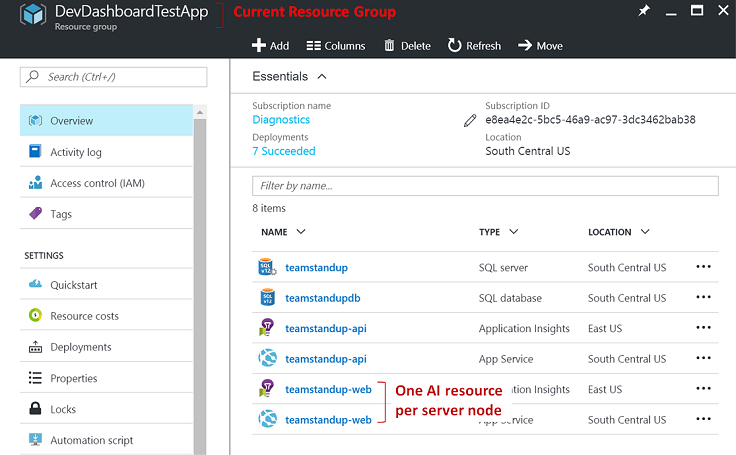 DevDashboardTestApp
Resource group
Current Resource Group
Add Columns Delete Refresh Move
Search (Ctrl+/)
Overview
Activity log
Access control (IAM)
Tags
SETTINGS
Quickstart
Resource costs
Deployments
Properties
Locks
Automation script
Essentials
Subscription name Subscription ID
Diagnostics e8ea4e2c-5bc5-46a9-ac97-3dc3462bab38
Deployments Location
7 Succeeded South Central US
Filter by name...
8 items
NAME TYPE LOCATION
SQL v12 teamstandup SQL server South Central US
SQL v12 teamstandupdb SQL database South Central US
teamstandup-api Application Insights East US
teamstandup-api App Service South Central US
teamstandup-web tion Insights East US
teamstandup-web App Service South Central US
One AI resource
per server node